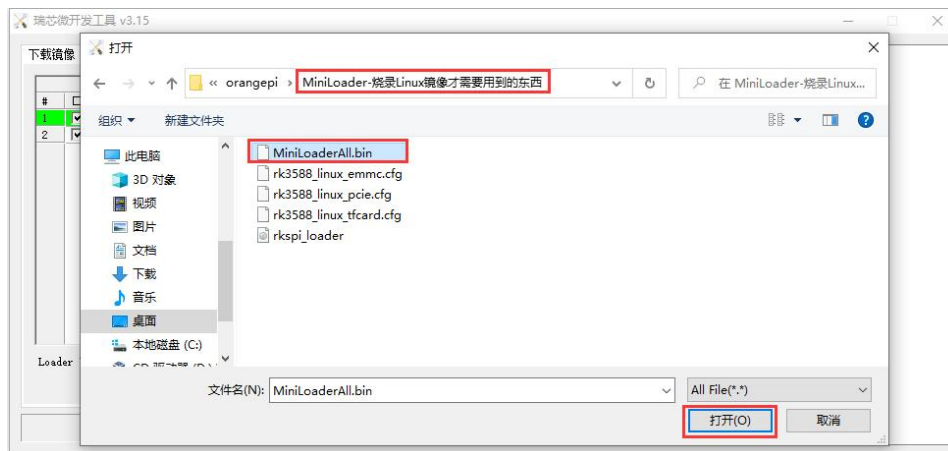 瑞芯微开发工具 v3.15
下载镜像
打开
« orangepi › MiniLoader-烧录Linux镜像才需要用到的东西
在 MiniLoader-烧录Linux...
组织
新建文件夹
#
1
2
此电脑
3D 对象
视频
图片
文档
下载
音乐
桌面
本地磁盘 (C:)
MiniLoaderAll.bin
rk3588_linux_emmc.cfg
rk3588_linux_pcie.cfg
rk3588_linux_tfcard.cfg
rkspi_loader
Loader
文件名(N):
MiniLoaderAll.bin
All File(*.*)
打开(O)
取消